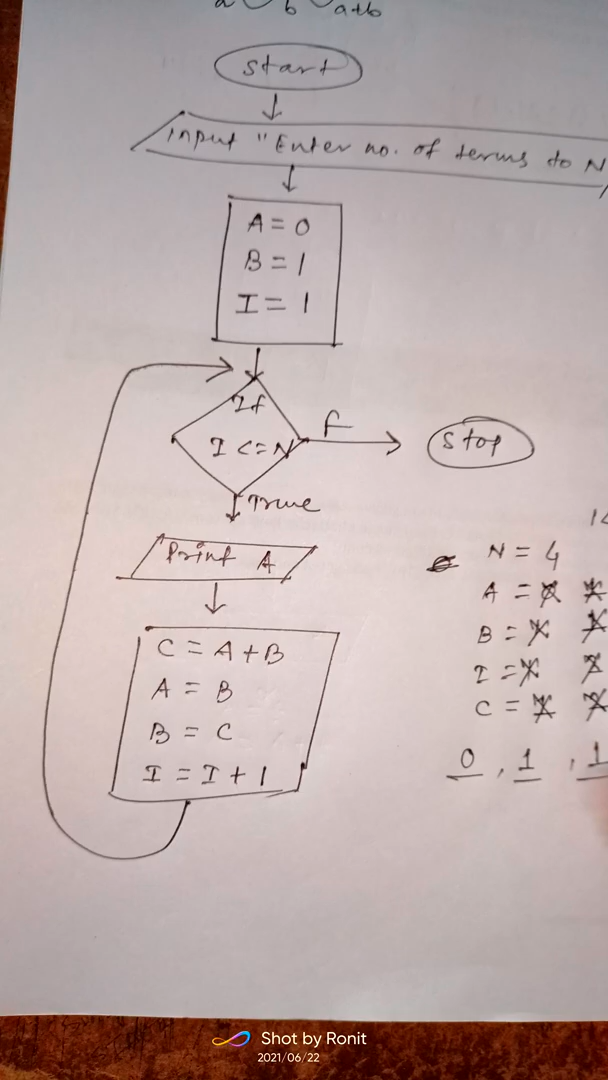 a b a+b
start
Input "Enter no. of terms to N
A = 0
B = 1
I = 1
If
I <= N
F
Stop
True
Print A
C = A + B
A = B
B = C
I = I + 1
N = 4
A =
B =
I =
C =
0 , 1 , 1
Shot by Ronit
2021/06/22